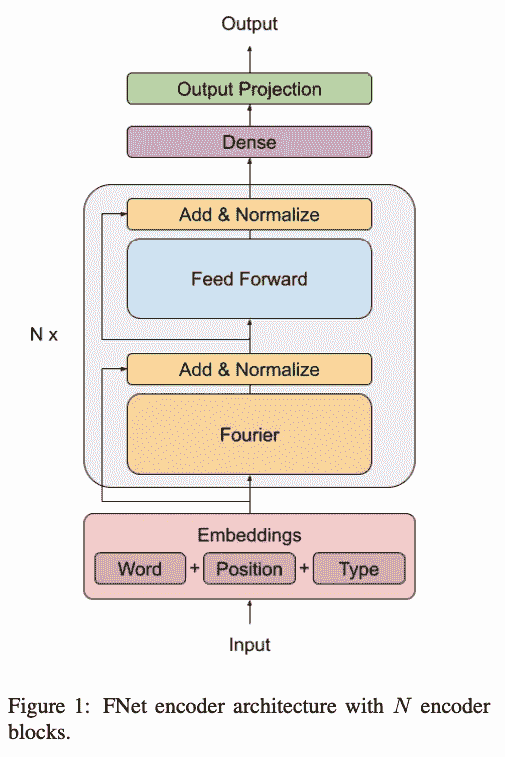 Output
Output Projection
Dense
Add & Normalize
Feed Forward
N x
Add & Normalize
Fourier
Embeddings
Word + Position + Type
Input
Figure 1: FNet encoder architecture with N encoder
blocks.